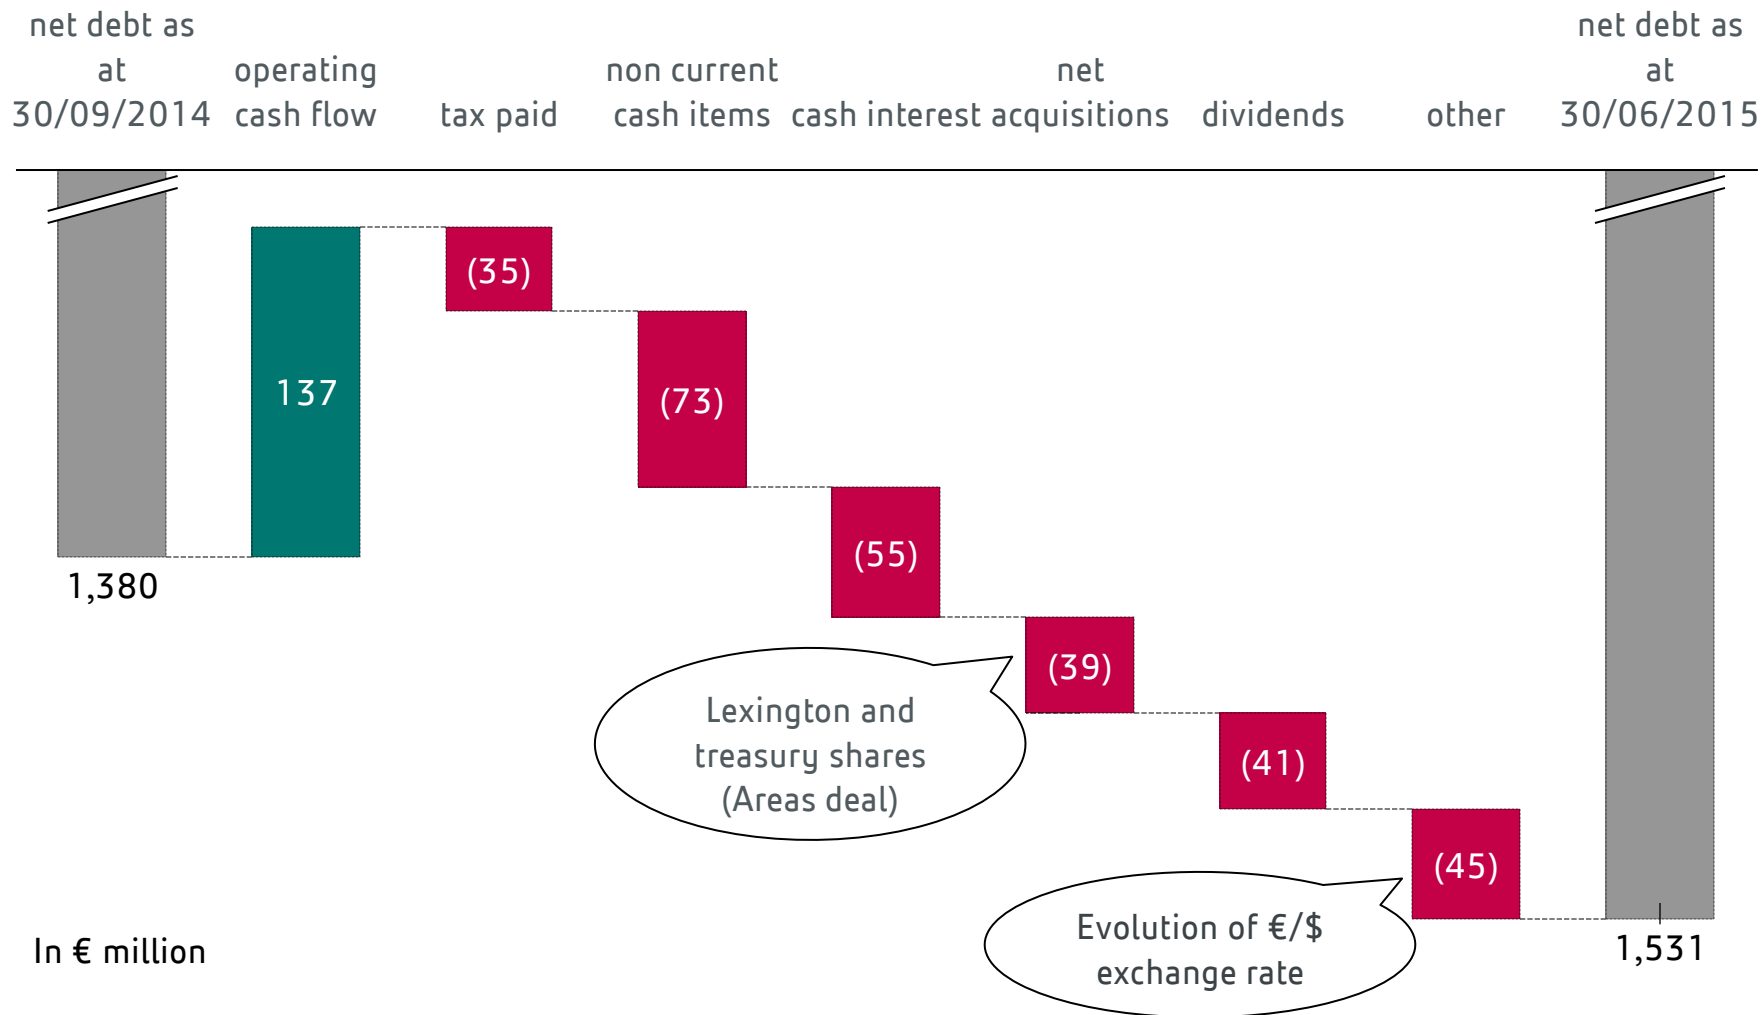 net debt as
at
30/09/2014
operating
cash flow
tax paid
non current
cash items
cash interest
net
acquisitions
dividends
other
net debt as
at
30/06/2015
1,380
137
(35)
(73)
(55)
(39)
Lexington and
treasury shares
(Areas deal)
(41)
(45)
Evolution of €/$
exchange rate
1,531
In € million